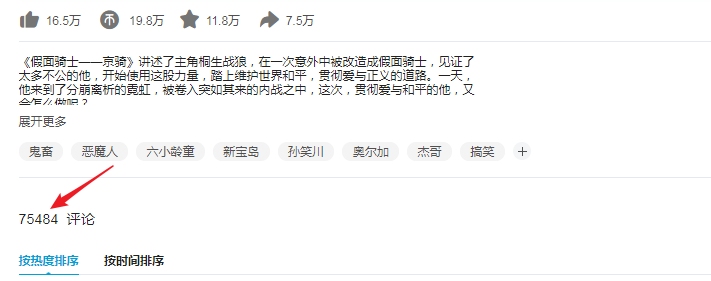 16.5万 19.8万 11.8万 7.5万
《假面骑士——京骑》讲述了主角桐生战狼，在一次意外中被改造成假面骑士，见证了
太多不公的他，开始使用这股力量，踏上维护世界和平，贯彻爱与正义的道路。一天，
他来到了分崩离析的霓虹，被卷入突如其来的内战之中，这次，贯彻爱与和平的他，又
会怎么做呢？
展开更多
鬼畜 恶魔人 六小龄童 新宝岛 孙笑川 奥尔加 杰哥 搞笑 +
75484 评论
按热度排序 按时间排序